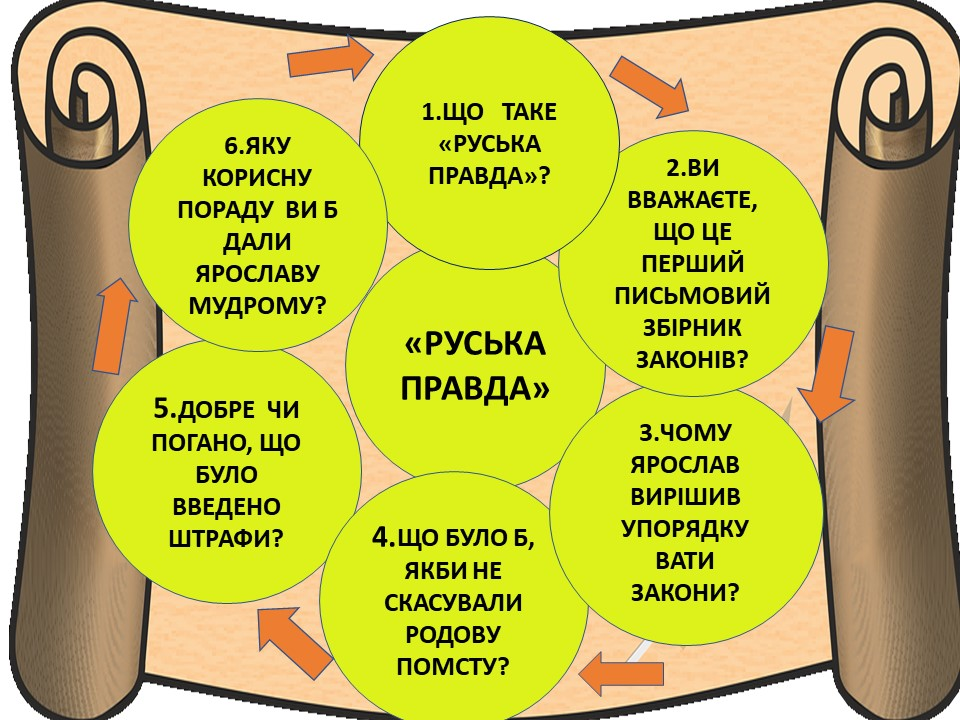 1.ЩО ТАКЕ
«РУСЬКА
ПРАВДА»?
2.ВИ
ВВАЖАЄТЕ,
ЩО ЦЕ
ПЕРШИЙ
ПИСЬМОВИЙ
ЗБІРНИК
ЗАКОНІВ?
3.ЧОМУ
ЯРОСЛАВ
ВИРІШИВ
УПОРЯДКУ
ВАТИ
ЗАКОНИ?
4.ЩО БУЛО Б,
ЯКБИ НЕ
СКАСУВАЛИ
РОДОВУ
ПОМСТУ?
5.ДОБРЕ ЧИ
ПОГАНО, ЩО
БУЛО
ВВЕДЕНО
ШТРАФИ?
6.ЯКУ
КОРИСНУ
ПОРАДУ ВИ Б
ДАЛИ
ЯРОСЛАВУ
МУДРОМУ?
«РУСЬКА
ПРАВДА»